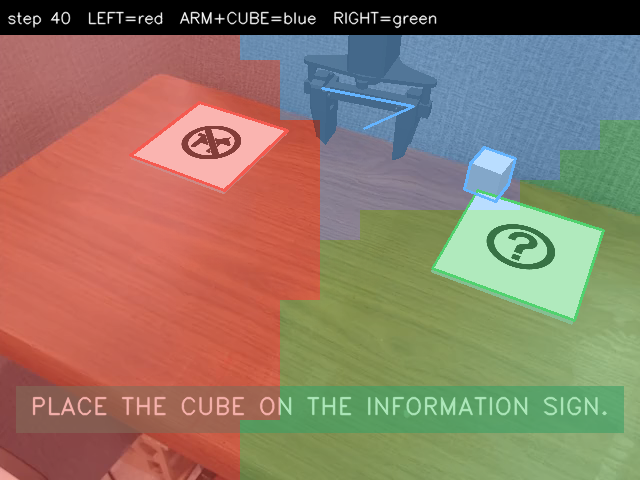 step 40 LEFT=red ARM+CUBE=blue RIGHT=green
?
PLACE THE CUBE ON THE INFORMATION SIGN.